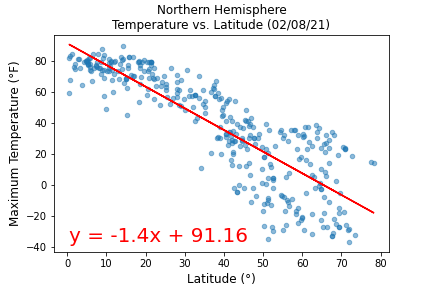 Northern Hemisphere
Temperature vs. Latitude (02/08/21)
Maximum Temperature (°F)
80
60
40
20
0
−20
−40
y = -1.4x + 91.16
0 10 20 30 40 50 60 70 80
Latitude (°)